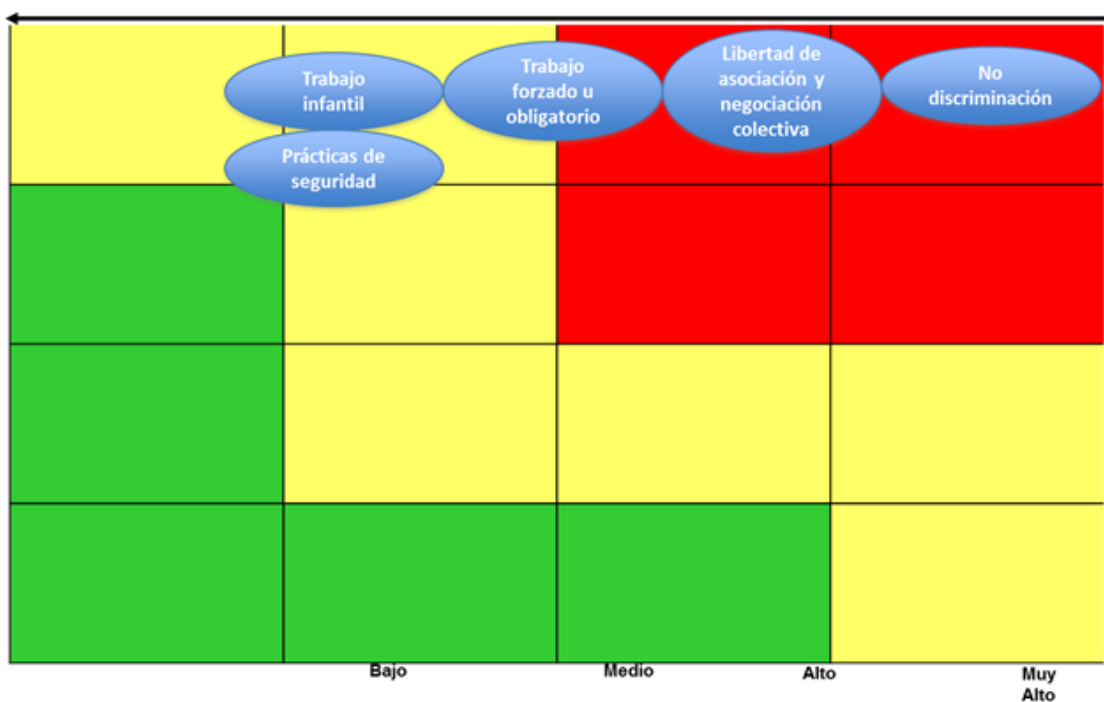 Trabajo
infantil
Trabajo
forzado u
obligatorio
Libertad de
asociación y
negociación
colectiva
No
discriminación
Prácticas de
seguridad
Bajo
Medio
Alto
Muy
Alto